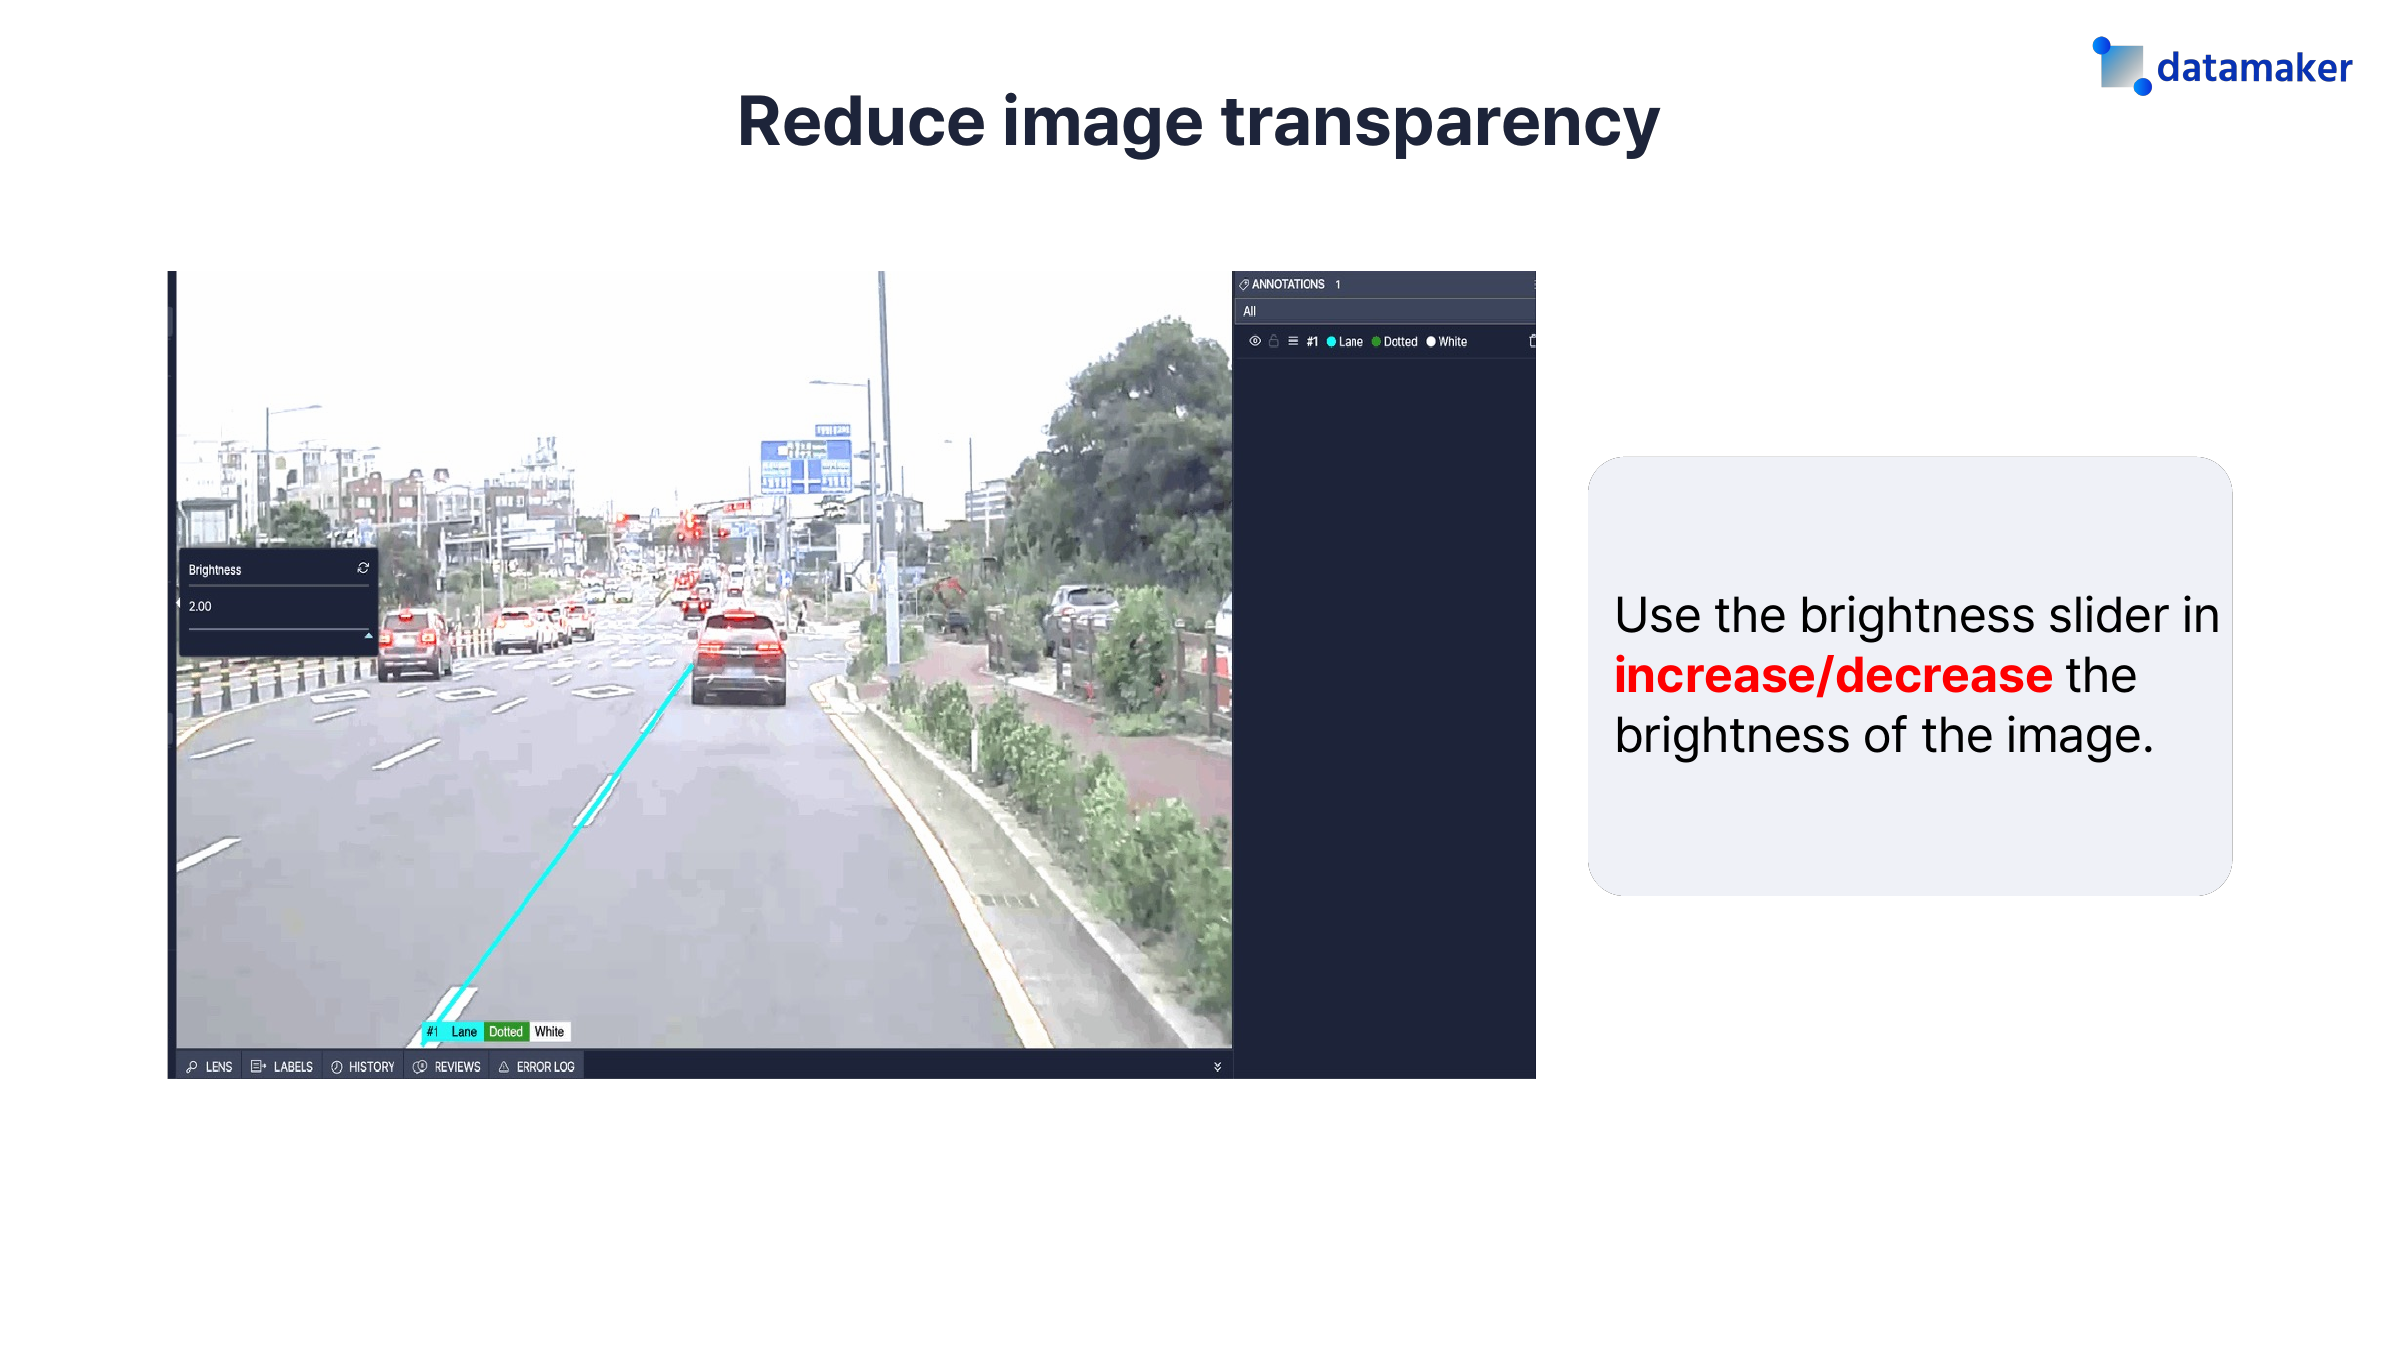 datamaker
Reduce image transparency
ANNOTATIONS 1
All
#1 Lane Dotted White
Brightness
2.00
#1 Lane Dotted White
LENS LABELS HISTORY REVIEWS ERROR LOG
Use the brightness slider in
increase/decrease the
brightness of the image.